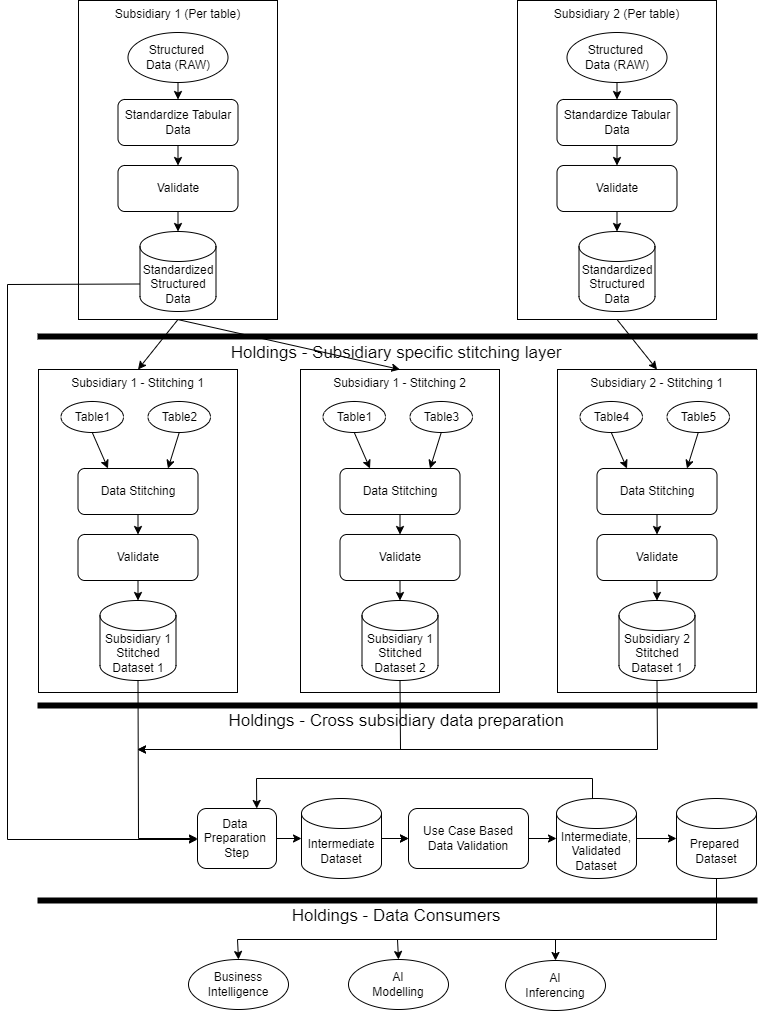 Subsidiary 1 (Per table)
Subsidiary 2 (Per table)
Structured
Data (RAW)
Structured
Data (RAW)
Standardize Tabular
Data
Standardize Tabular
Data
Validate
Validate
Standardized
Structured
Data
Standardized
Structured
Data
Holdings - Subsidiary specific stitching layer
Subsidiary 1 - Stitching 1
Subsidiary 1 - Stitching 2
Subsidiary 2 - Stitching 1
Table1
Table2
Table1
Table3
Table4
Table5
Data Stitching
Data Stitching
Data Stitching
Validate
Validate
Validate
Subsidiary 1
Stitched
Dataset 1
Subsidiary 1
Stitched
Dataset 2
Subsidiary 2
Stitched
Dataset 1
Holdings - Cross subsidiary data preparation
Data
Preparation
Step
Intermediate
Dataset
Use Case Based
Data Validation
Intermediate,
Validated
Dataset
Prepared
Dataset
Holdings - Data Consumers
Business
Intelligence
AI
Modelling
AI
Inferencing